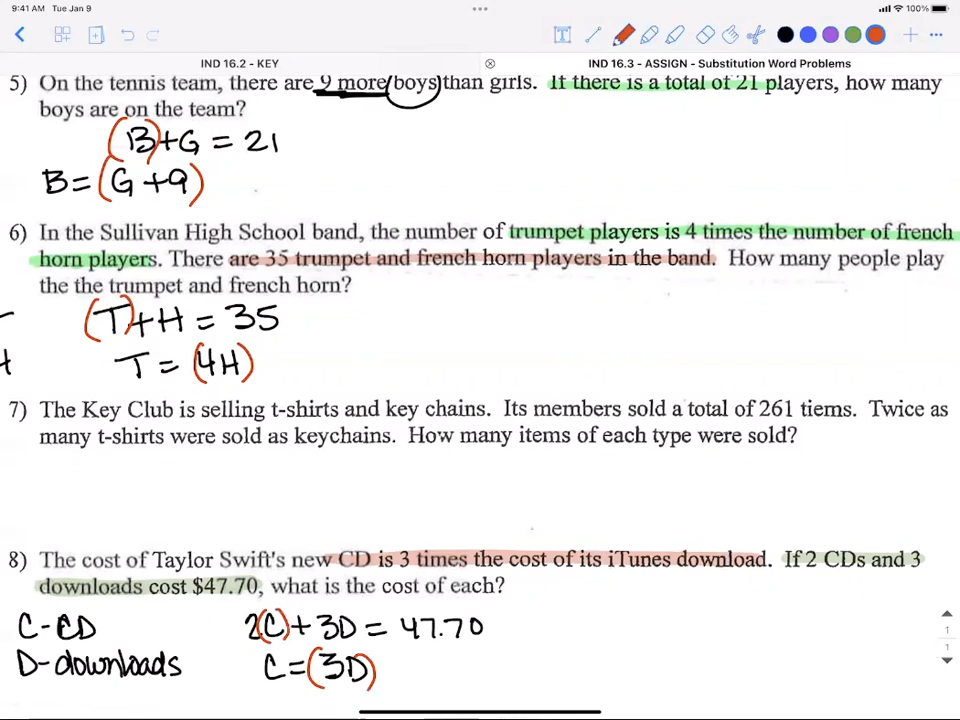 9:41 AM Tue Jan 9
100%
IND 16.2 - KEY
IND 16.3 - ASSIGN - Substitution Word Problems
5) On the tennis team, there are 9 more boys than girls. If there is a total of 21 players, how many
boys are on the team?
(B)+G = 21
B= (G+9)
6) In the Sullivan High School band, the number of trumpet players is 4 times the number of french
horn players. There are 35 trumpet and french horn players in the band. How many people play
the the trumpet and french horn?
(T)+H = 35
T = (4H)
7) The Key Club is selling t-shirts and key chains. Its members sold a total of 261 tiems. Twice as
many t-shirts were sold as keychains. How many items of each type were sold?
8) The cost of Taylor Swift's new CD is 3 times the cost of its iTunes download. If 2 CDs and 3
downloads cost $47.70, what is the cost of each?
C-CD
2(C)+3D = 47.70
D-downloads
C=(3D)
1
1